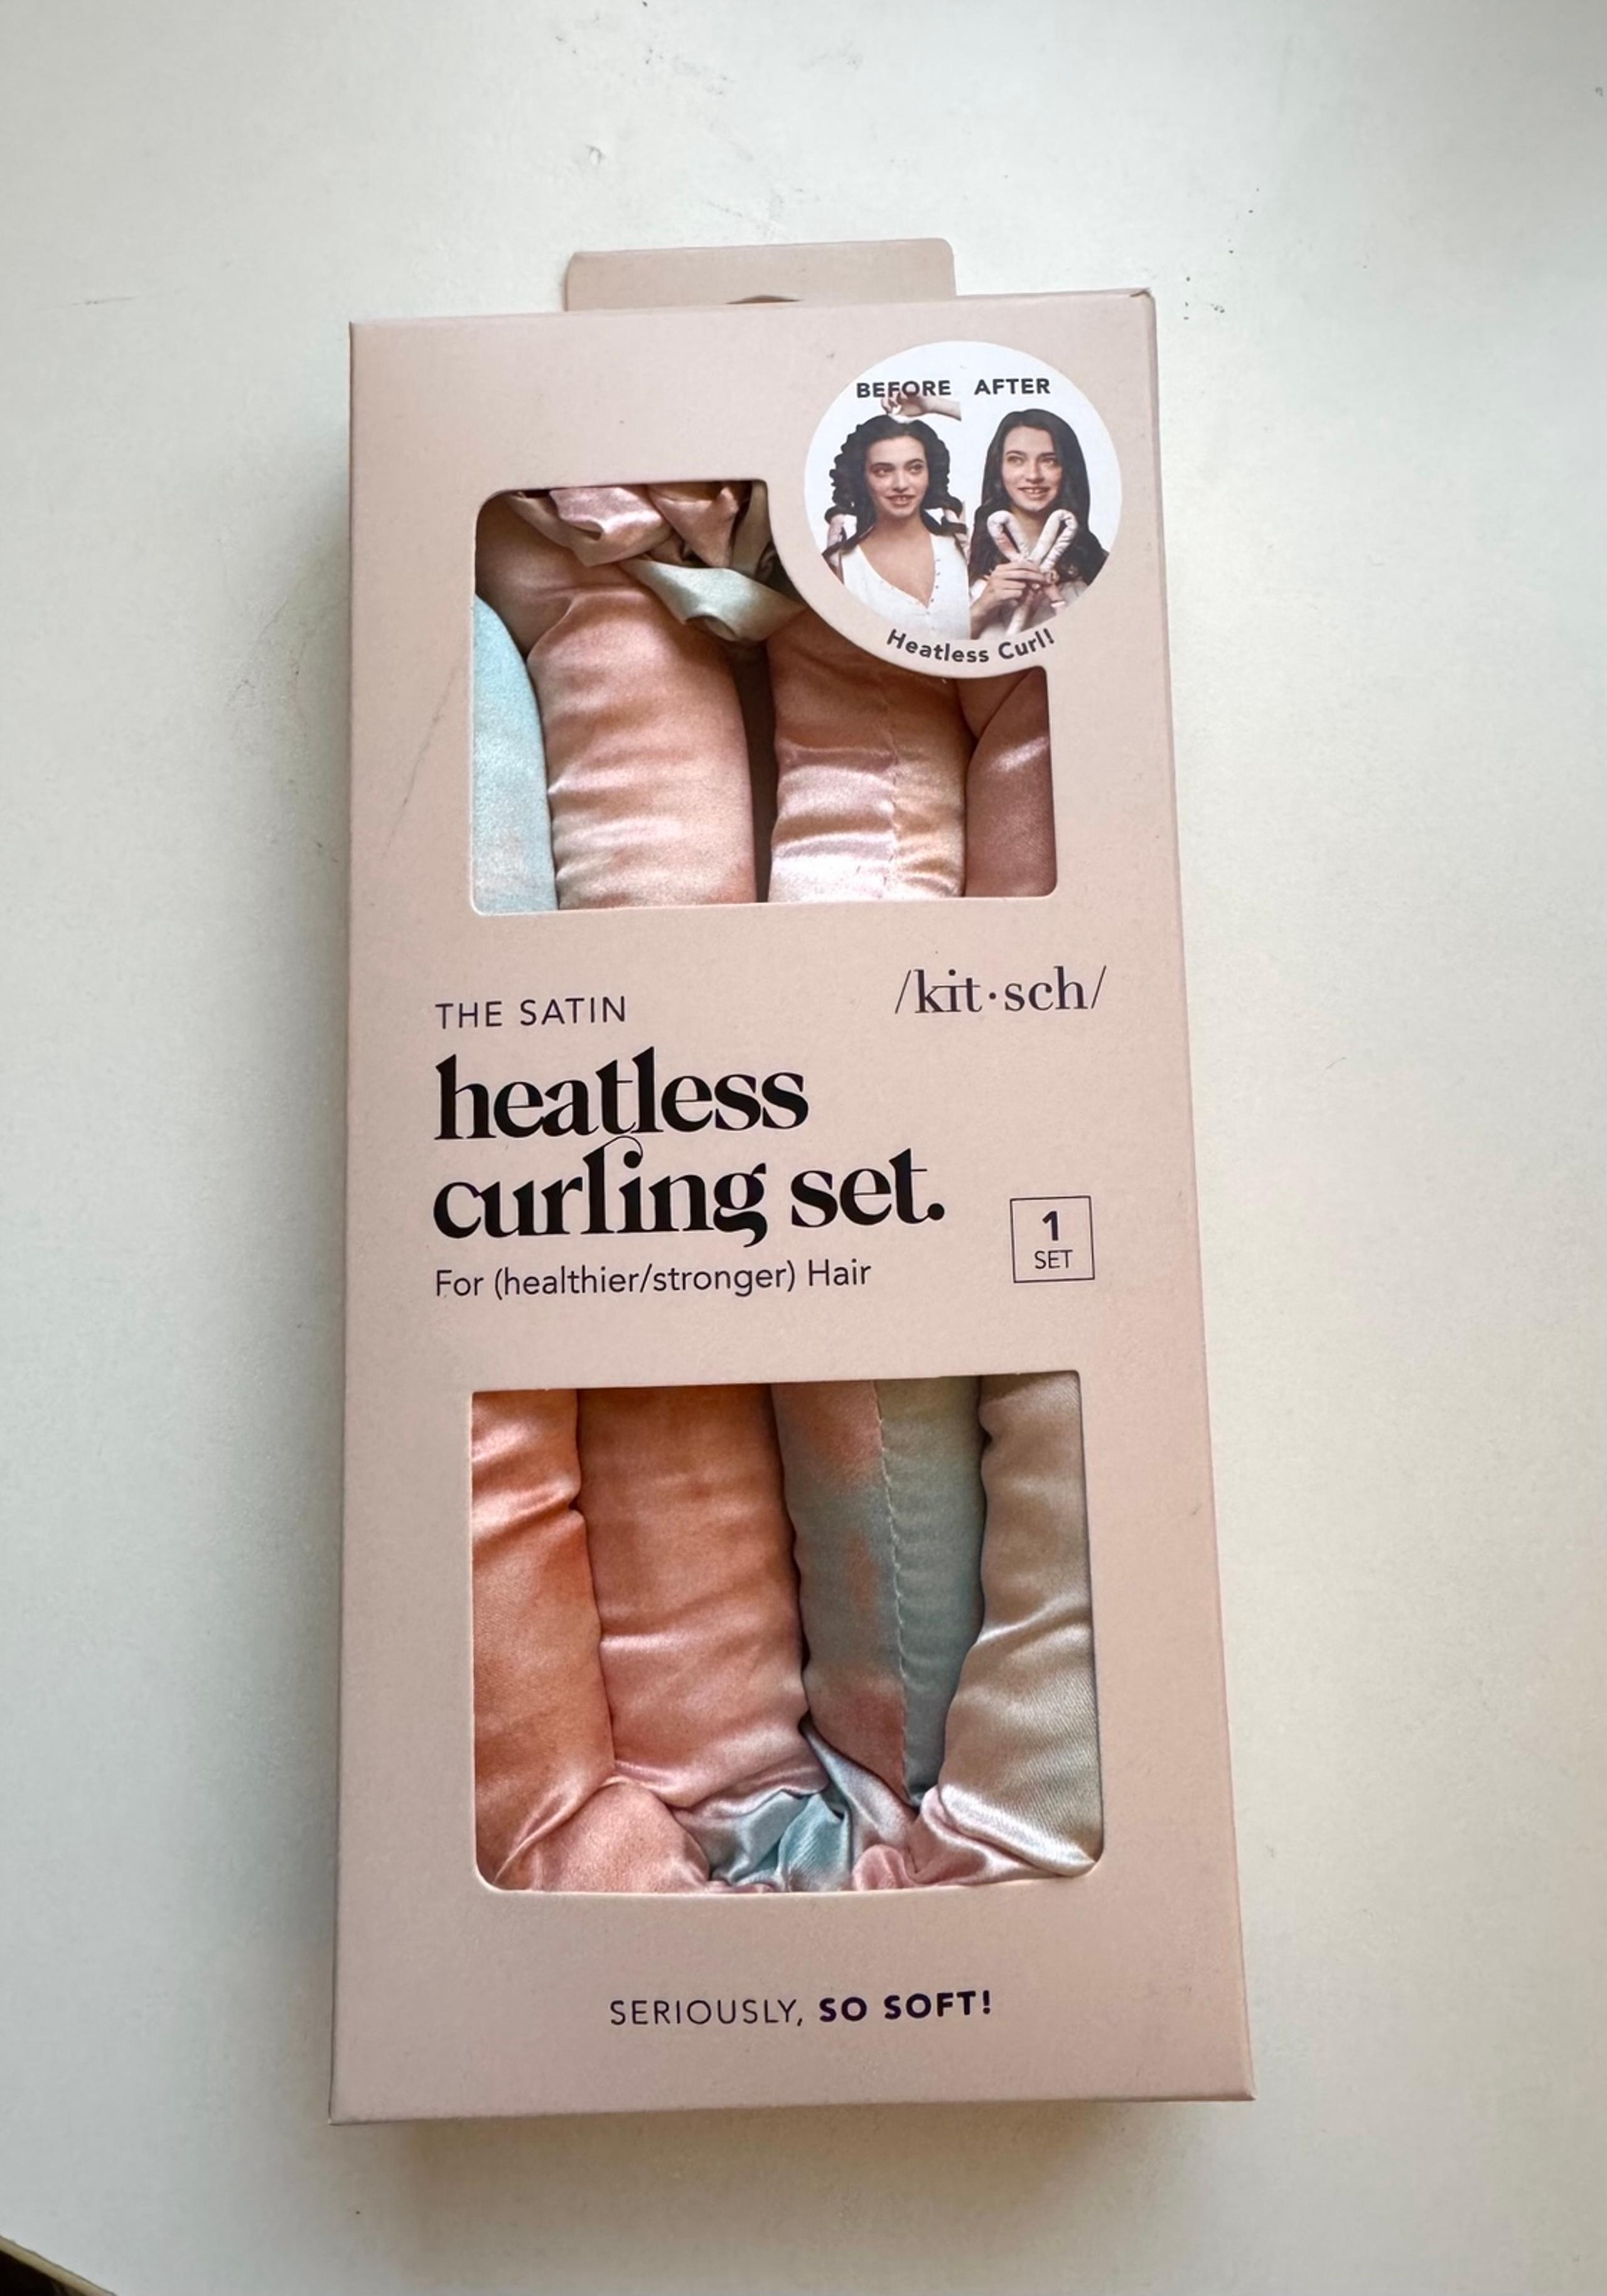 BEFORE AFTER
Heatless Curl!
THE SATIN
/kit·sch/
heatless
curling set.
For (healthier/stronger) Hair
1
SET
SERIOUSLY, SO SOFT!